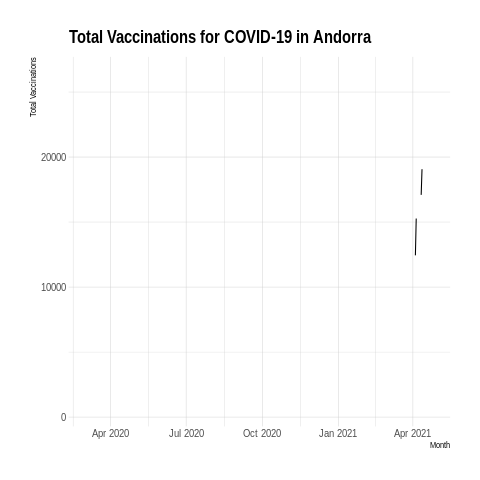 Total Vaccinations for COVID-19 in Andorra
Total Vaccinations
20000
10000
0
Apr 2020 Jul 2020 Oct 2020 Jan 2021 Apr 2021
Month